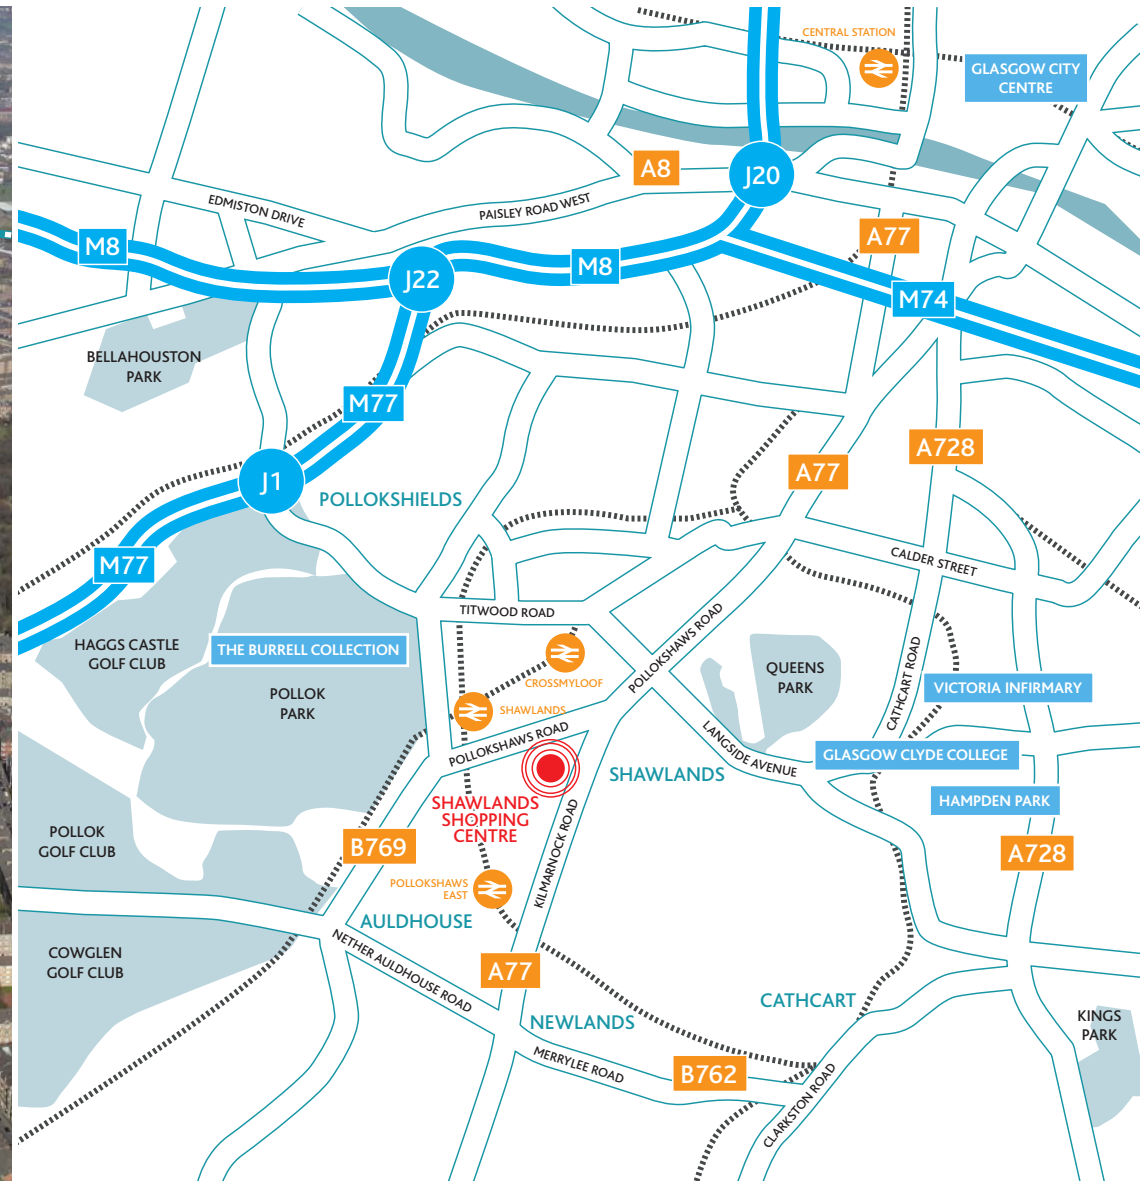 CENTRAL STATION
GLASGOW CITY
CENTRE
A8
J20
EDMISTON DRIVE
PAISLEY ROAD WEST
A77
M8
J22
M8
M74
BELLAHOUSTON
PARK
M77
A728
A77
J1
POLLOKSHIELDS
M77
CALDER STREET
TITWOOD ROAD
HAGGS CASTLE
GOLF CLUB
THE BURRELL COLLECTION
POLLOKSHAWS ROAD
CROSSMYLOOF
QUEENS
PARK
CATHCART ROAD
VICTORIA INFIRMARY
POLLOK
PARK
SHAWLANDS
POLLOKSHAWS ROAD
LANGSIDE AVENUE
GLASGOW CLYDE COLLEGE
SHAWLANDS
HAMPDEN PARK
SHAWLANDS
SHOPPING
CENTRE
KILMARNOCK ROAD
POLLOK
GOLF CLUB
B769
A728
POLLOKSHAWS
EAST
AULDHOUSE
COWGLEN
GOLF CLUB
NETHER AULDHOUSE ROAD
A77
CATHCART
NEWLANDS
KINGS
PARK
MERRYLEE ROAD
B762
CLARKSTON ROAD